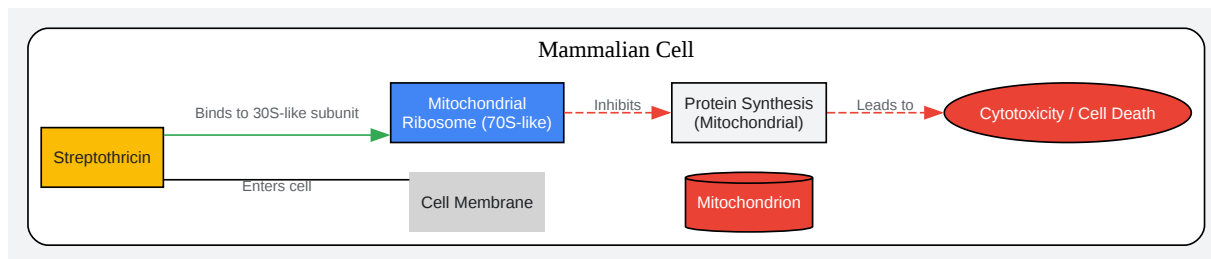 Mammalian Cell
Streptothricin
Binds to 30S-like subunit
Mitochondrial
Ribosome (70S-like)
Inhibits
Protein Synthesis
(Mitochondrial)
Leads to
Cytotoxicity / Cell Death
Enters cell
Cell Membrane
Mitochondrion